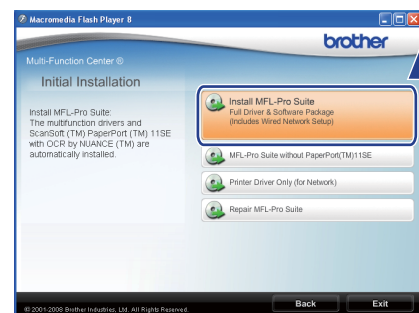 Macromedia Flash Player 8
brother
Multi-Function Center ®
Initial Installation
Install MFL-Pro Suite:
The multifunction drivers and
ScanSoft (TM) PaperPort (TM) 11SE
with OCR by NUANCE (TM) are
automatically installed.
Install MFL-Pro Suite
Full Driver & Software Package
(Includes Wired Network Setup)
MFL-Pro Suite without PaperPort(TM)11SE
Printer Driver Only (for Network)
Repair MFL-Pro Suite
© 2001-2008 Brother Industries, Ltd. All Rights Reserved.
Back
Exit